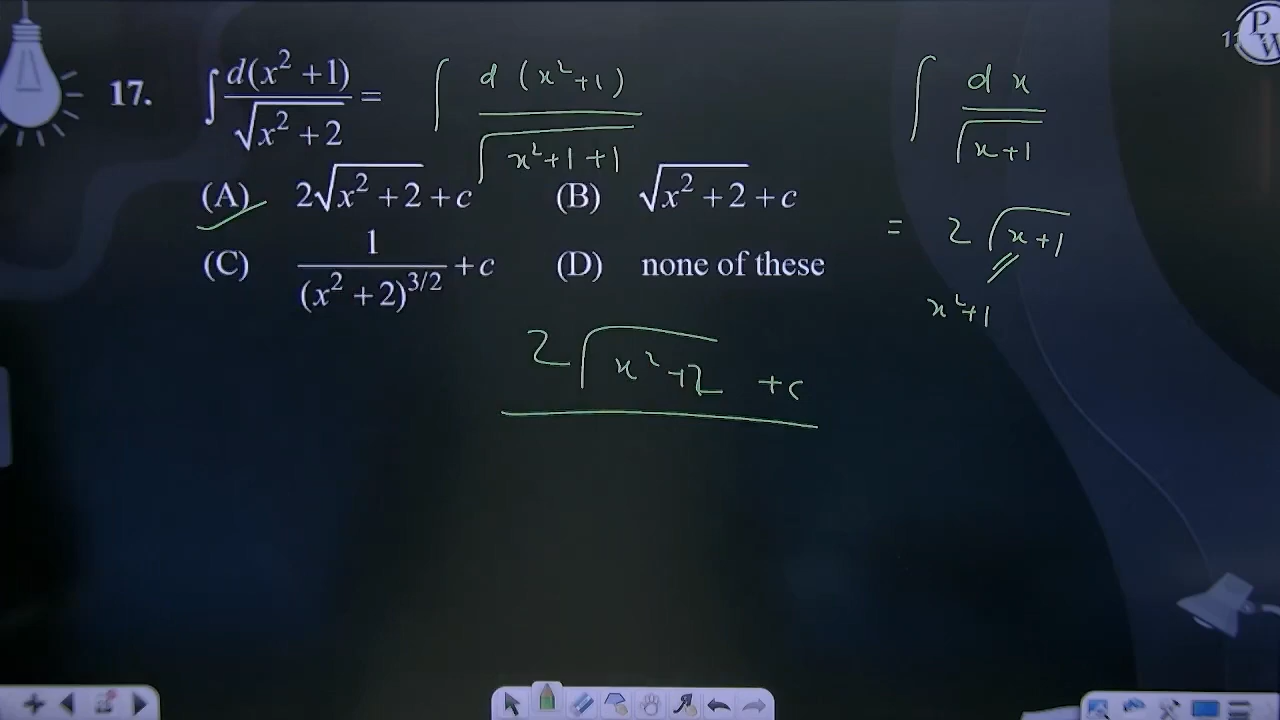 17. ∫ d(x² +1) / √(x² + 2) = ∫ d (x²+1) / √(x²+1 +1)
(A) 2√(x² + 2) + c (B) √(x² + 2) + c
(C) 1 / (x² + 2)^3/2 + c (D) none of these
2√(x²+2) +c
∫ d x / √(x+1)
= 2√(x+1)
x²+1
PW